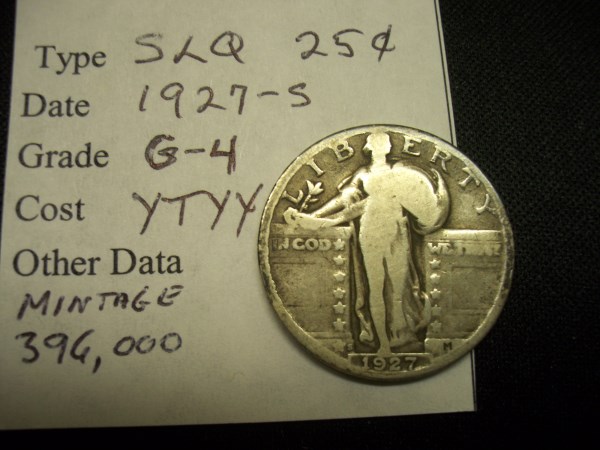 Type SLQ 25¢
Date 1927-S
Grade G-4
Cost YTYY
Other Data
MINTAGE
396,000
LIBERTY
IN GOD WE TRUST
S M
1927